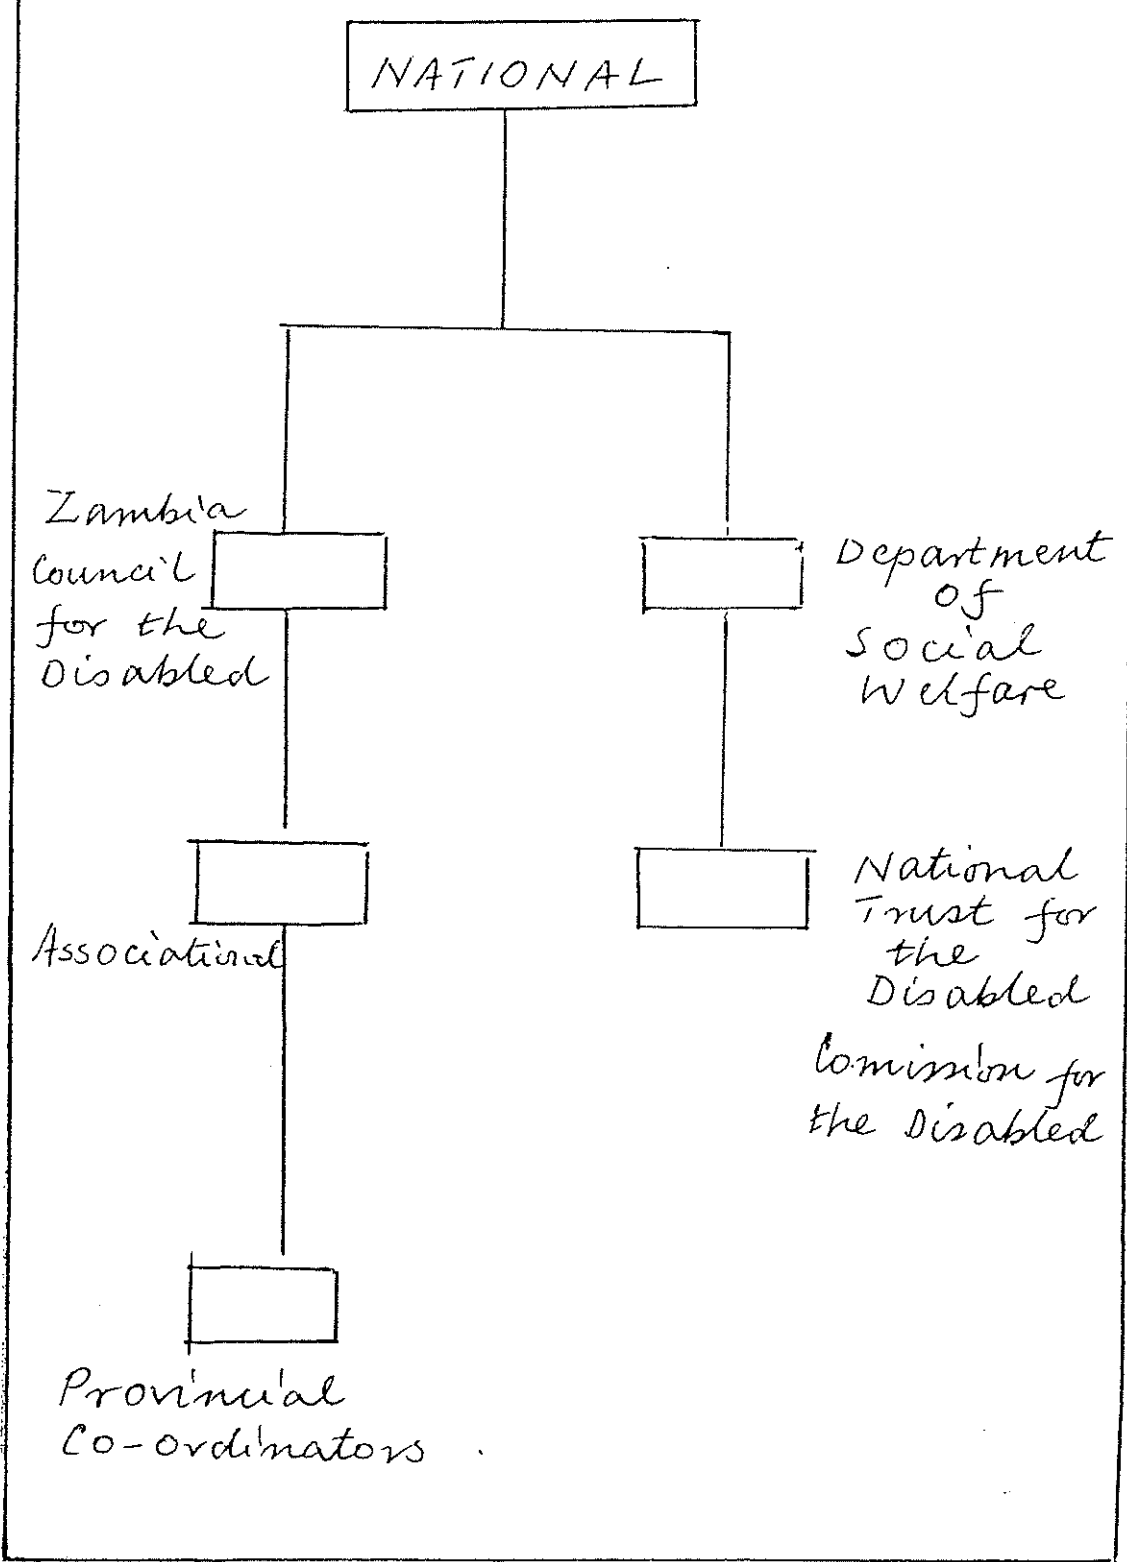 NATIONAL
Zambia
Council
for the
Disabled
Department
Of
Social
Welfare
Associational
National
Trust for
the
Disabled
Comission for
the Disabled
Provincial
Co-ordinators